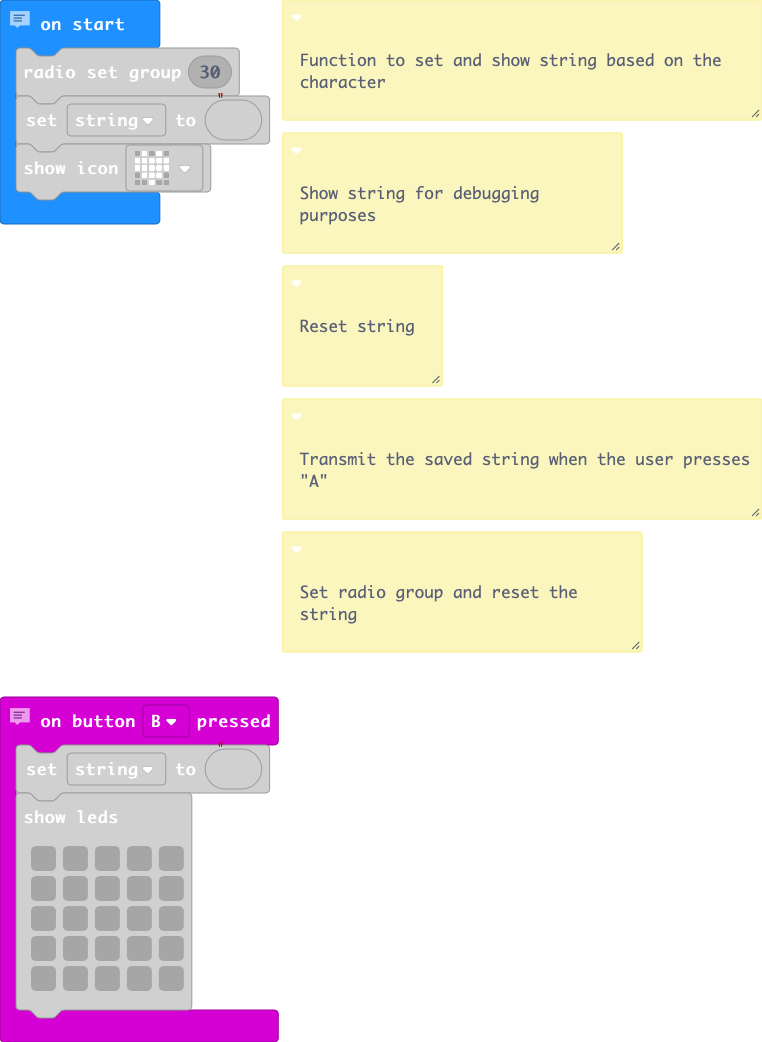 on start
radio set group 30
set string to "
show icon
Function to set and show string based on the
character
Show string for debugging
purposes
Reset string
Transmit the saved string when the user presses
"A"
Set radio group and reset the
string
on button B pressed
set string to "
show leds